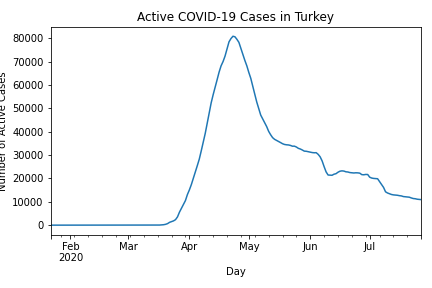 Active COVID-19 Cases in Turkey
Number of Active Cases
80000
70000
60000
50000
40000
30000
20000
10000
0
Feb Mar Apr May Jun Jul
2020
Day